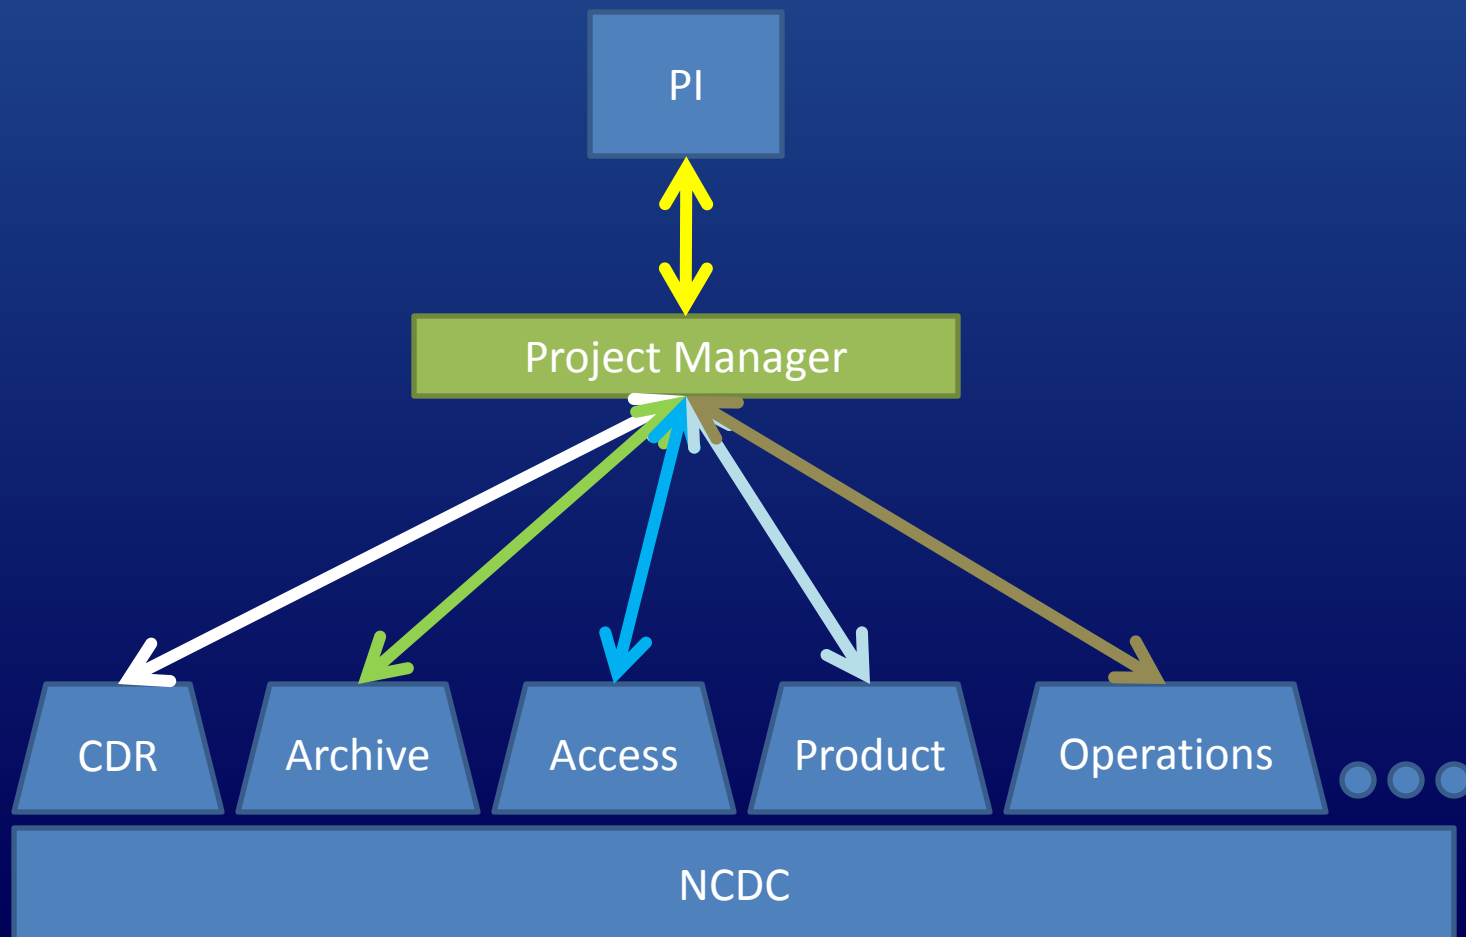 PI
Project Manager
CDR
Archive
Access
Product
Operations
NCDC